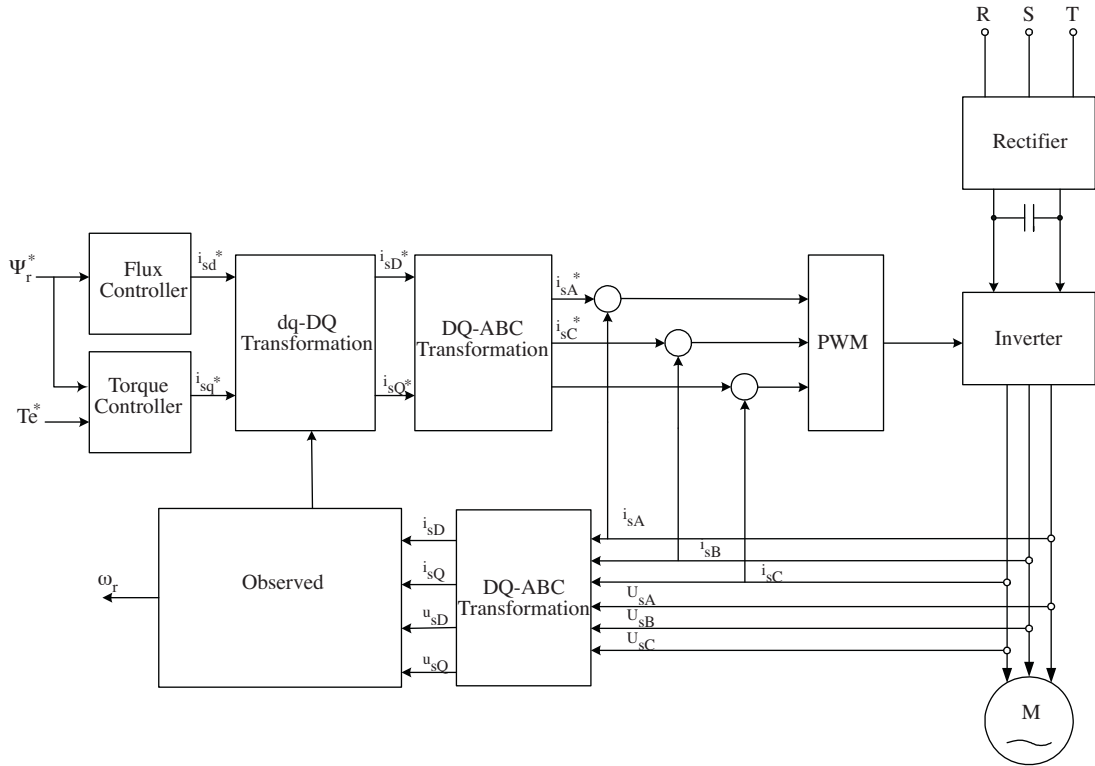 R S T
Rectifier
Ψr* Flux Controller isd* dq-DQ Transformation isD* DQ-ABC Transformation isA* PWM Inverter
isC*
Torque Controller isq* isQ*
Te*
isD isA
isB
Observed isQ DQ-ABC Transformation isC
ωr UsA
usD UsB
UsC
usQ
M